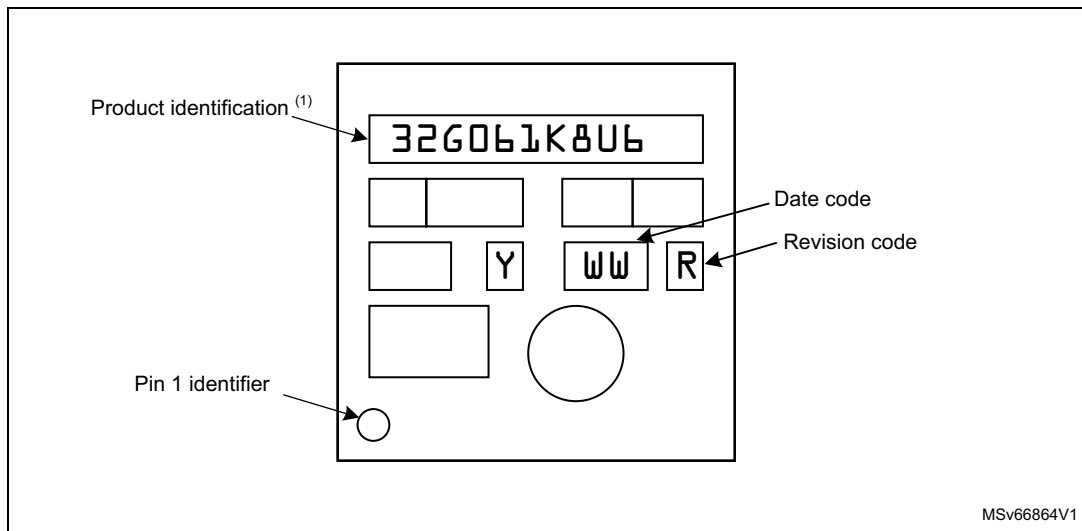 Product identification (1)
32G061K8U6
Date code
Revision code
Y WW R
Pin 1 identifier
MSv66864V1